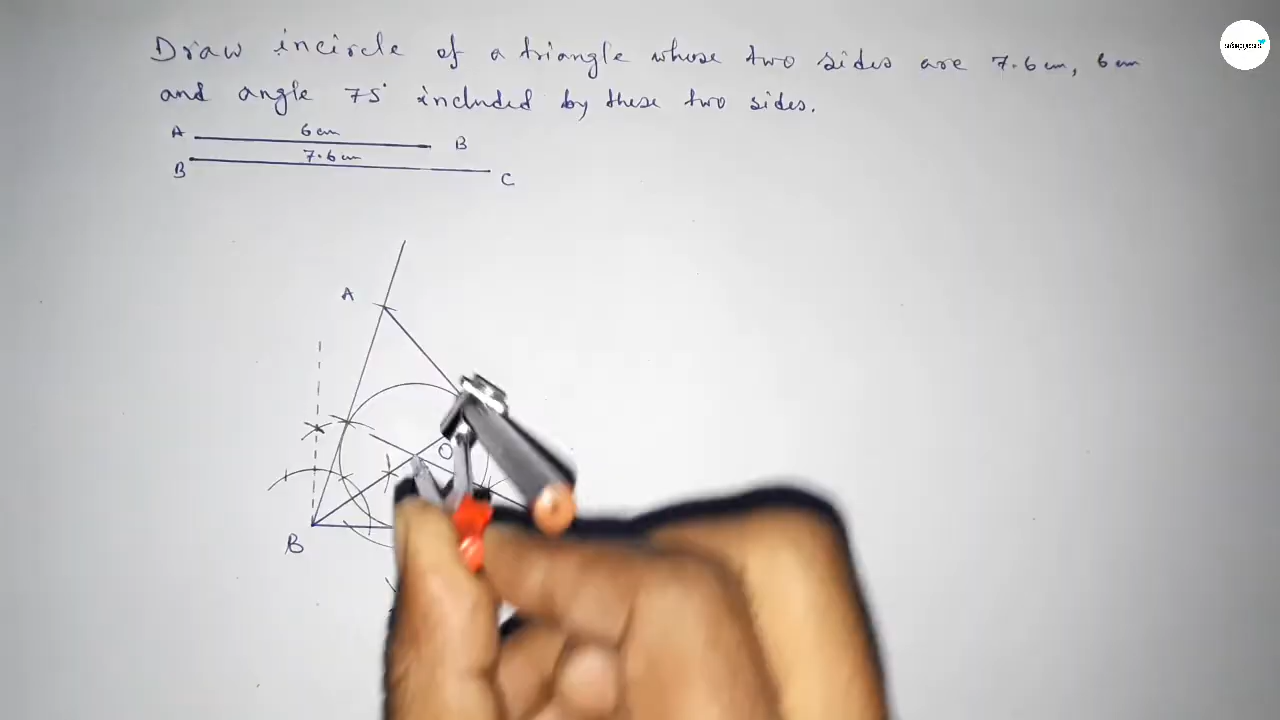 Draw incircle of a triangle whose two sides are 7.6 cm, 6 cm
and angle 75° included by these two sides.
A 6 cm B
B 7.6 cm C
A
O
B